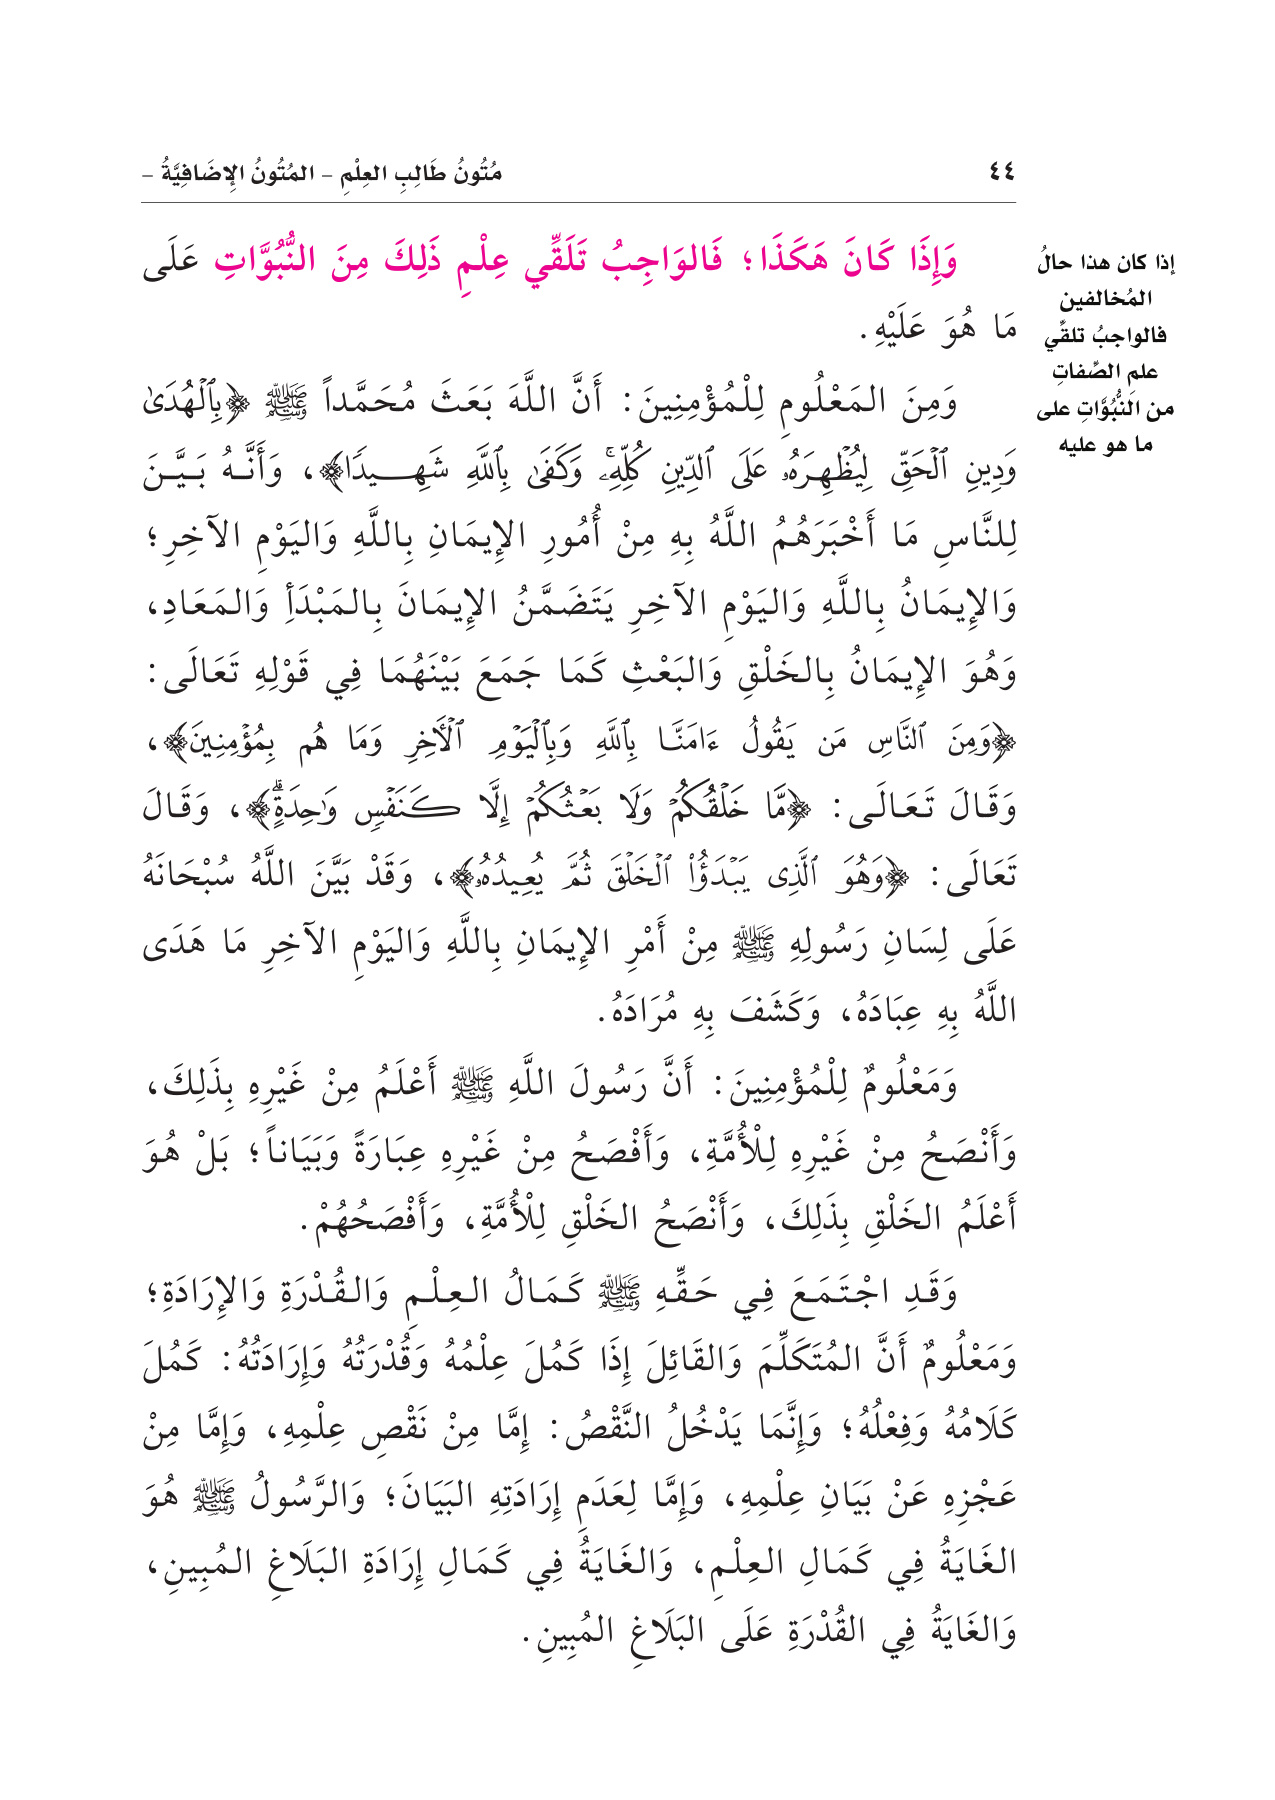 ٤٤
مُتُونُ طَالِبِ العِلْمِ – المُتُونُ الإِضَافِيَّةُ –
إذا كان هذا حالُ
المُخالفين
فالواجبُ تلقِّي
علمِ الصِّفاتِ
من النُّبُوَّاتِ على
ما هو عليه
وَإِذَا كَانَ هَكَذَا؛ فَالوَاجِبُ تَلَقِّي عِلْمِ ذَلِكَ مِنَ النُّبُوَّاتِ عَلَى
مَا هُوَ عَلَيْهِ.
وَمِنَ المَعْلُومِ لِلْمُؤْمِنِينَ: أَنَّ اللَّهَ بَعَثَ مُحَمَّداً ﷺ ﴿بِٱلْهُدَىٰ
وَدِينِ ٱلْحَقِّ لِيُظْهِرَهُۥ عَلَى ٱلدِّينِ كُلِّهِۦۚ وَكَفَىٰ بِٱللَّهِ شَهِـيدًا﴾، وَأَنَّـهُ بَـيَّـنَ
لِلنَّاسِ مَا أَخْبَرَهُمُ اللَّهُ بِهِ مِنْ أُمُورِ الإِيمَانِ بِاللَّهِ وَاليَوْمِ الآخِرِ؛
وَالإِيمَانُ بِاللَّهِ وَاليَوْمِ الآخِرِ يَتَضَمَّنُ الإِيمَانَ بِالمَبْدَأِ وَالمَعَادِ،
وَهُوَ الإِيمَانُ بِالخَلْقِ وَالبَعْثِ كَمَا جَمَعَ بَيْنَهُمَا فِي قَوْلِهِ تَعَالَى:
﴿وَمِنَ ٱلنَّاسِ مَن يَقُولُ ءَامَنَّا بِٱللَّهِ وَبِٱلْيَوْمِ ٱلْأٓخِرِ وَمَا هُم بِمُؤْمِنِينَ﴾،
وَقَالَ تَعَالَى: ﴿مَّا خَلْقُكُمْ وَلَا بَعْثُكُمْ إِلَّا كَنَفْسٍ وَٰحِدَةٍۗ﴾، وَقَالَ
تَعَالَى: ﴿وَهُوَ ٱلَّذِى يَبْدَؤُا۟ ٱلْخَلْقَ ثُمَّ يُعِيدُهُۥ﴾، وَقَدْ بَيَّنَ اللَّهُ سُبْحَانَهُ
عَلَى لِسَانِ رَسُولِهِ ﷺ مِنْ أَمْرِ الإِيمَانِ بِاللَّهِ وَاليَوْمِ الآخِرِ مَا هَدَى
اللَّهُ بِهِ عِبَادَهُ، وَكَشَفَ بِهِ مُرَادَهُ.
وَمَعْلُومٌ لِلْمُؤْمِنِينَ: أَنَّ رَسُولَ اللَّهِ ﷺ أَعْلَمُ مِنْ غَيْرِهِ بِذَلِكَ،
وَأَنْصَحُ مِنْ غَيْرِهِ لِلْأُمَّةِ، وَأَفْصَحُ مِنْ غَيْرِهِ عِبَارَةً وَبَيَاناً؛ بَلْ هُوَ
أَعْلَمُ الخَلْقِ بِذَلِكَ، وَأَنْصَحُ الخَلْقِ لِلْأُمَّةِ، وَأَفْصَحُهُمْ.
وَقَدِ اجْتَمَعَ فِي حَقِّهِ ﷺ كَمَالُ العِلْمِ وَالقُدْرَةِ وَالإِرَادَةِ؛
وَمَعْلُومٌ أَنَّ المُتَكَلِّمَ وَالقَائِلَ إِذَا كَمُلَ عِلْمُهُ وَقُدْرَتُهُ وَإِرَادَتُهُ: كَمُلَ
كَلَامُهُ وَفِعْلُهُ؛ وَإِنَّمَا يَدْخُلُ النَّقْصُ: إِمَّا مِنْ نَقْصِ عِلْمِهِ، وَإِمَّا مِنْ
عَجْزِهِ عَنْ بَيَانِ عِلْمِهِ، وَإِمَّا لِعَدَمِ إِرَادَتِهِ البَيَانَ؛ وَالرَّسُولُ ﷺ هُوَ
الغَايَةُ فِي كَمَالِ العِلْمِ، وَالغَايَةُ فِي كَمَالِ إِرَادَةِ البَلَاغِ المُبِينِ،
وَالغَايَةُ فِي القُدْرَةِ عَلَى البَلَاغِ المُبِينِ.